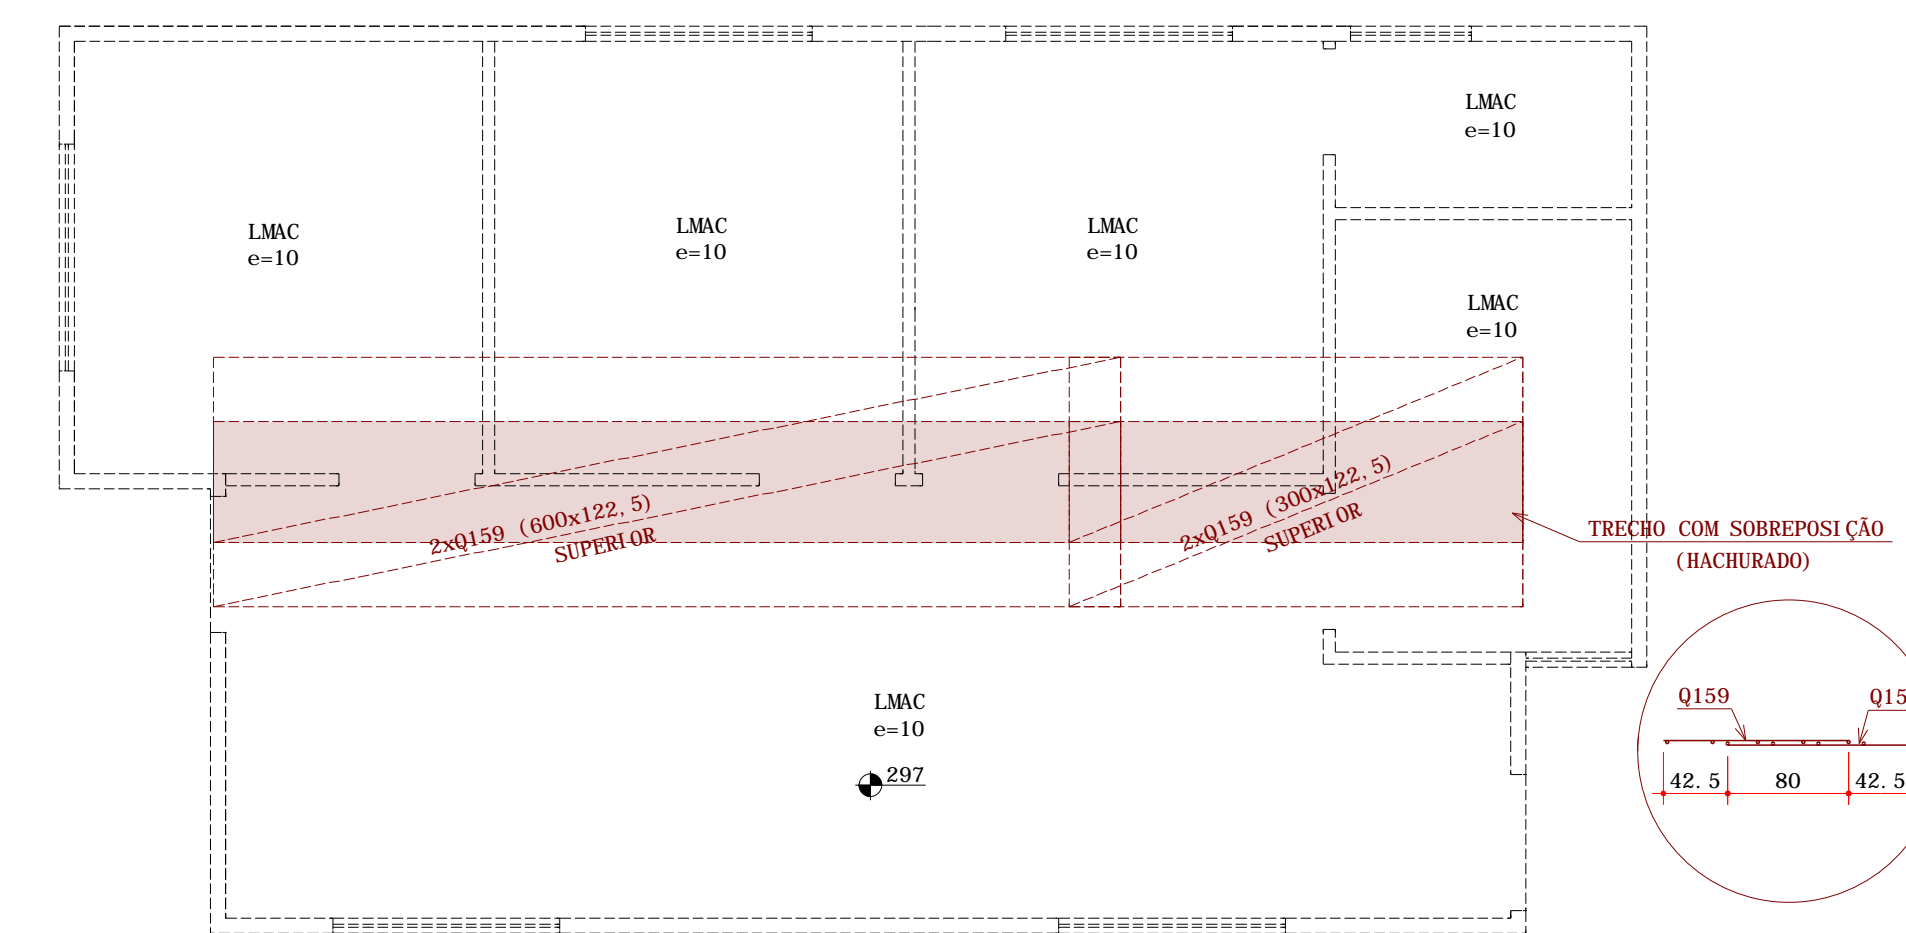 LMAC
e=10
LMAC
e=10
LMAC
e=10
LMAC
e=10
LMAC
e=10
2xQ159 (600x122,5)
SUPERIOR
2xQ159 (300x122,5)
SUPERIOR
TRECHO COM SOBREPOSIÇÃO
(HACHURADO)
LMAC
e=10
297
Q159
Q15
42.5
80
42.5